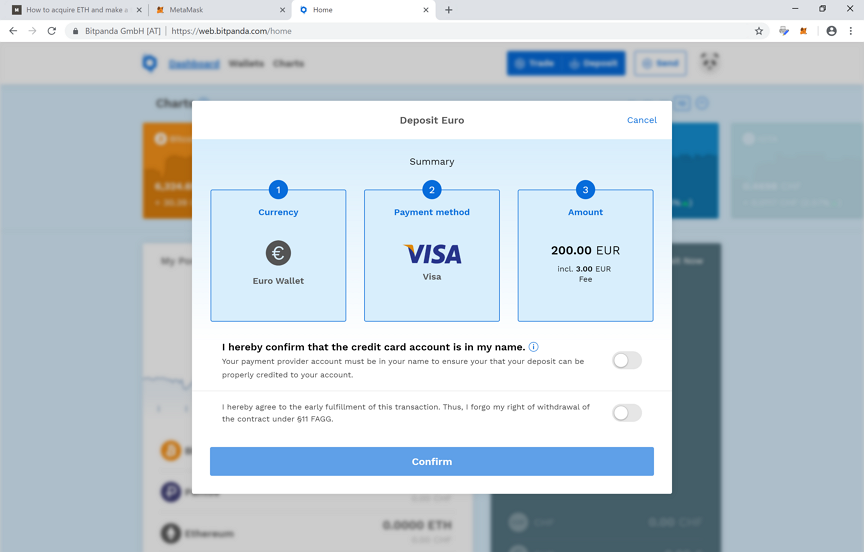 How to acquire ETH and make a
MetaMask
Home
Bitpanda GmbH [AT]
https://web.bitpanda.com/home
Dashboard
Wallets
Charts
Trade
Deposit
Send
Charts
Deposit Euro
Cancel
Summary
1
2
3
Currency
Payment method
Amount
€
VISA
200.00 EUR
Euro Wallet
Visa
incl. 3.00 EUR
Fee
I hereby confirm that the credit card account is in my name.
Your payment provider account must be in your name to ensure your that your deposit can be
properly credited to your account.
I hereby agree to the early fulfillment of this transaction. Thus, I forgo my right of withdrawal of
the contract under §11 FAGG.
Confirm
Ethereum
0.0000 ETH